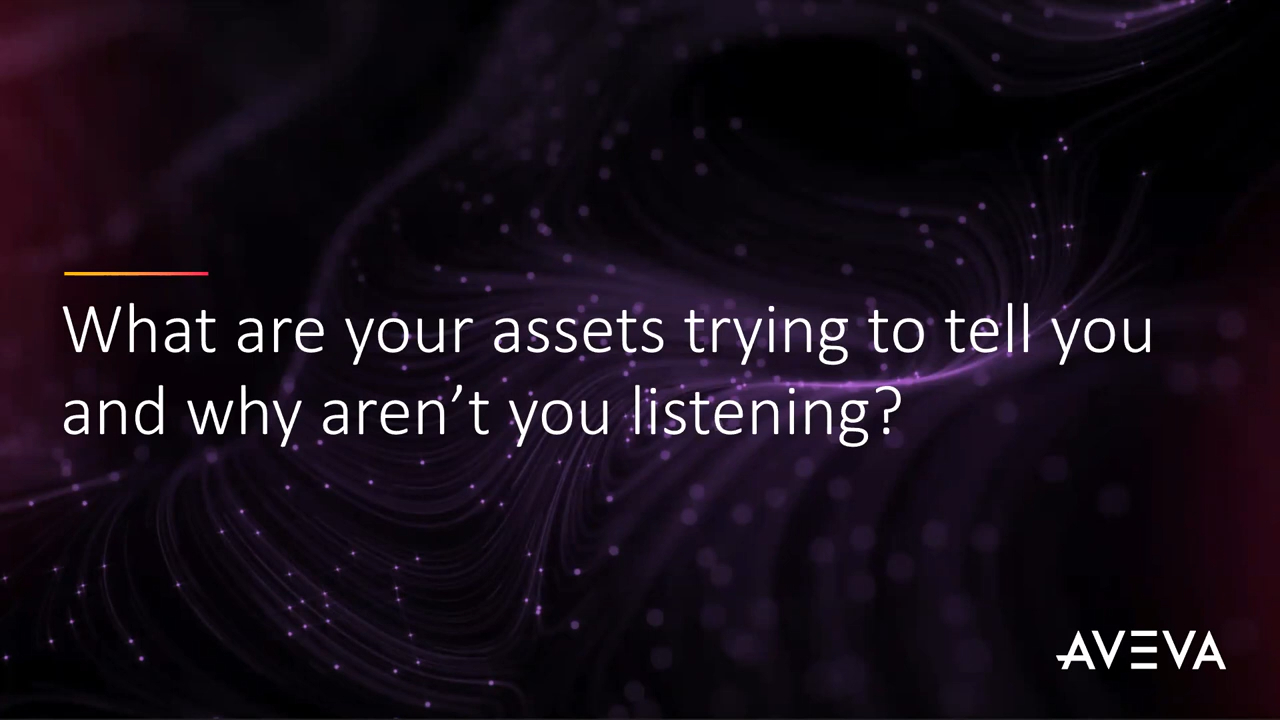 What are your assets trying to tell you
and why aren’t you listening?
AVEVA